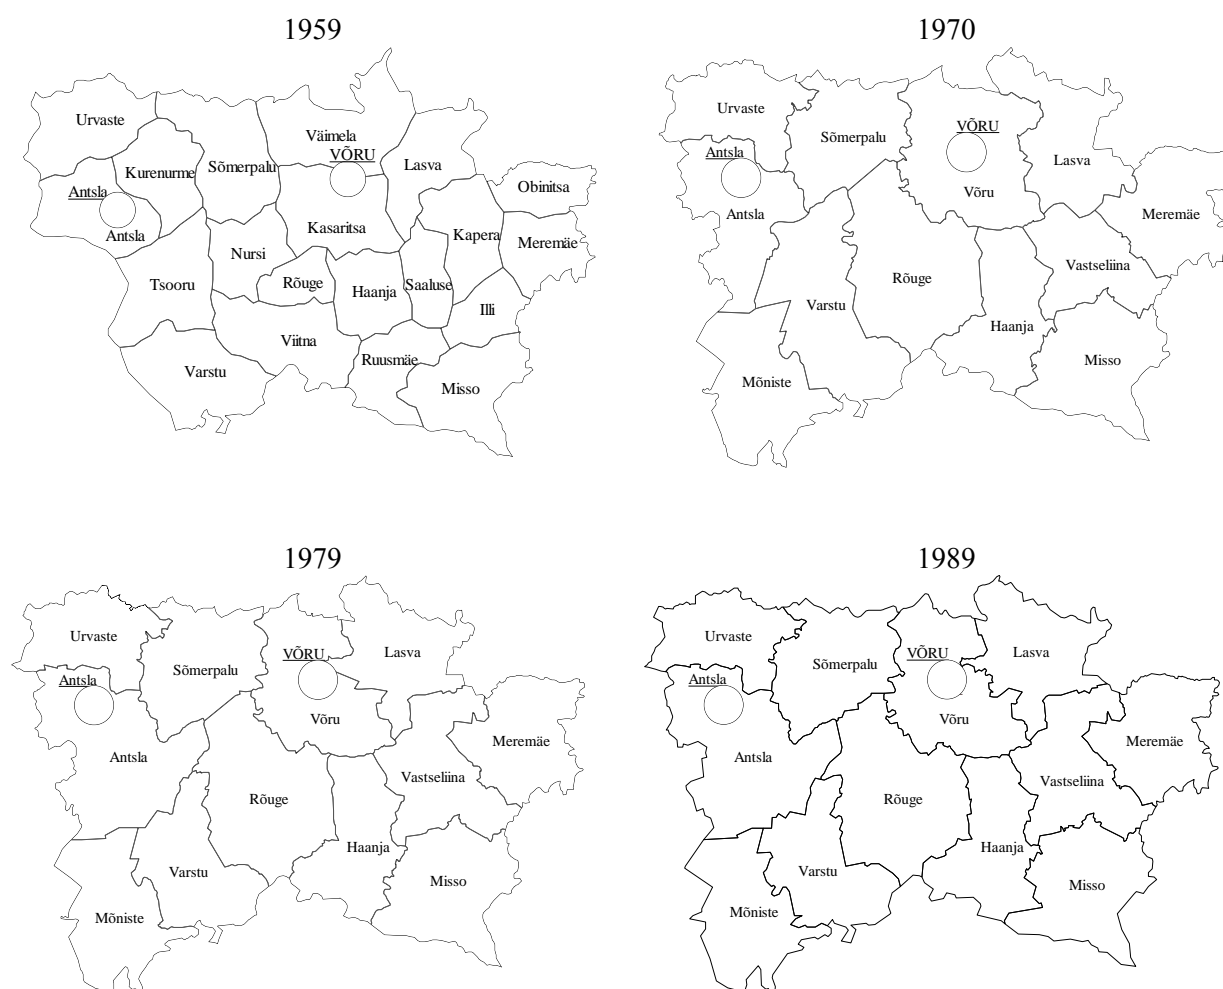 1959
1970
Urvaste
Väimela
VÕRU
Kurenurme
Sõmerpalu
Lasva
Antsla
Obinitsa
Antsla
Kasaritsa
Kapera
Meremäe
Nursi
Tsooru
Rõuge
Haanja
Saaluse
Illi
Viitna
Ruusmäe
Varstu
Misso
Urvaste
VÕRU
Sõmerpalu
Antsla
Lasva
Võru
Antsla
Meremäe
Vastseliina
Rõuge
Varstu
Haanja
Misso
Mõniste
1979
1989
Urvaste
VÕRU
Lasva
Sõmerpalu
Antsla
Võru
Antsla
Meremäe
Vastseliina
Rõuge
Haanja
Varstu
Misso
Mõniste
Urvaste
VÕRU
Lasva
Sõmerpalu
Antsla
Võru
Antsla
Meremäe
Vastseliina
Rõuge
Haanja
Varstu
Misso
Mõniste